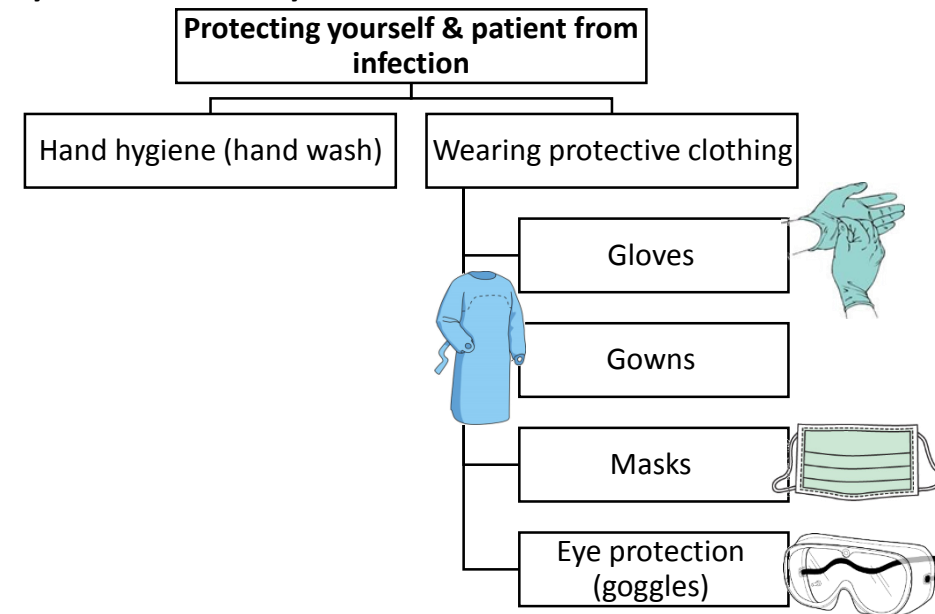 Protecting yourself & patient from
infection
Hand hygiene (hand wash)
Wearing protective clothing
Gloves
Gowns
Masks
Eye protection
(goggles)